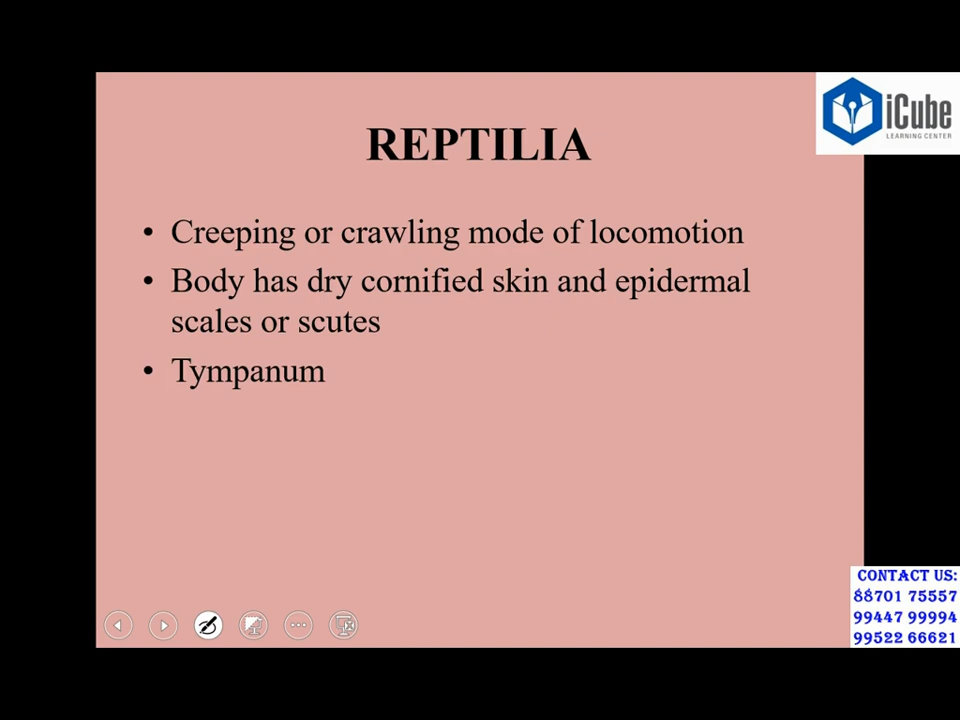 iCube
LEARNING CENTER
REPTILIA
• Creeping or crawling mode of locomotion
• Body has dry cornified skin and epidermal
scales or scutes
• Tympanum
CONTACT US:
88701 75557
99447 99994
99522 66621